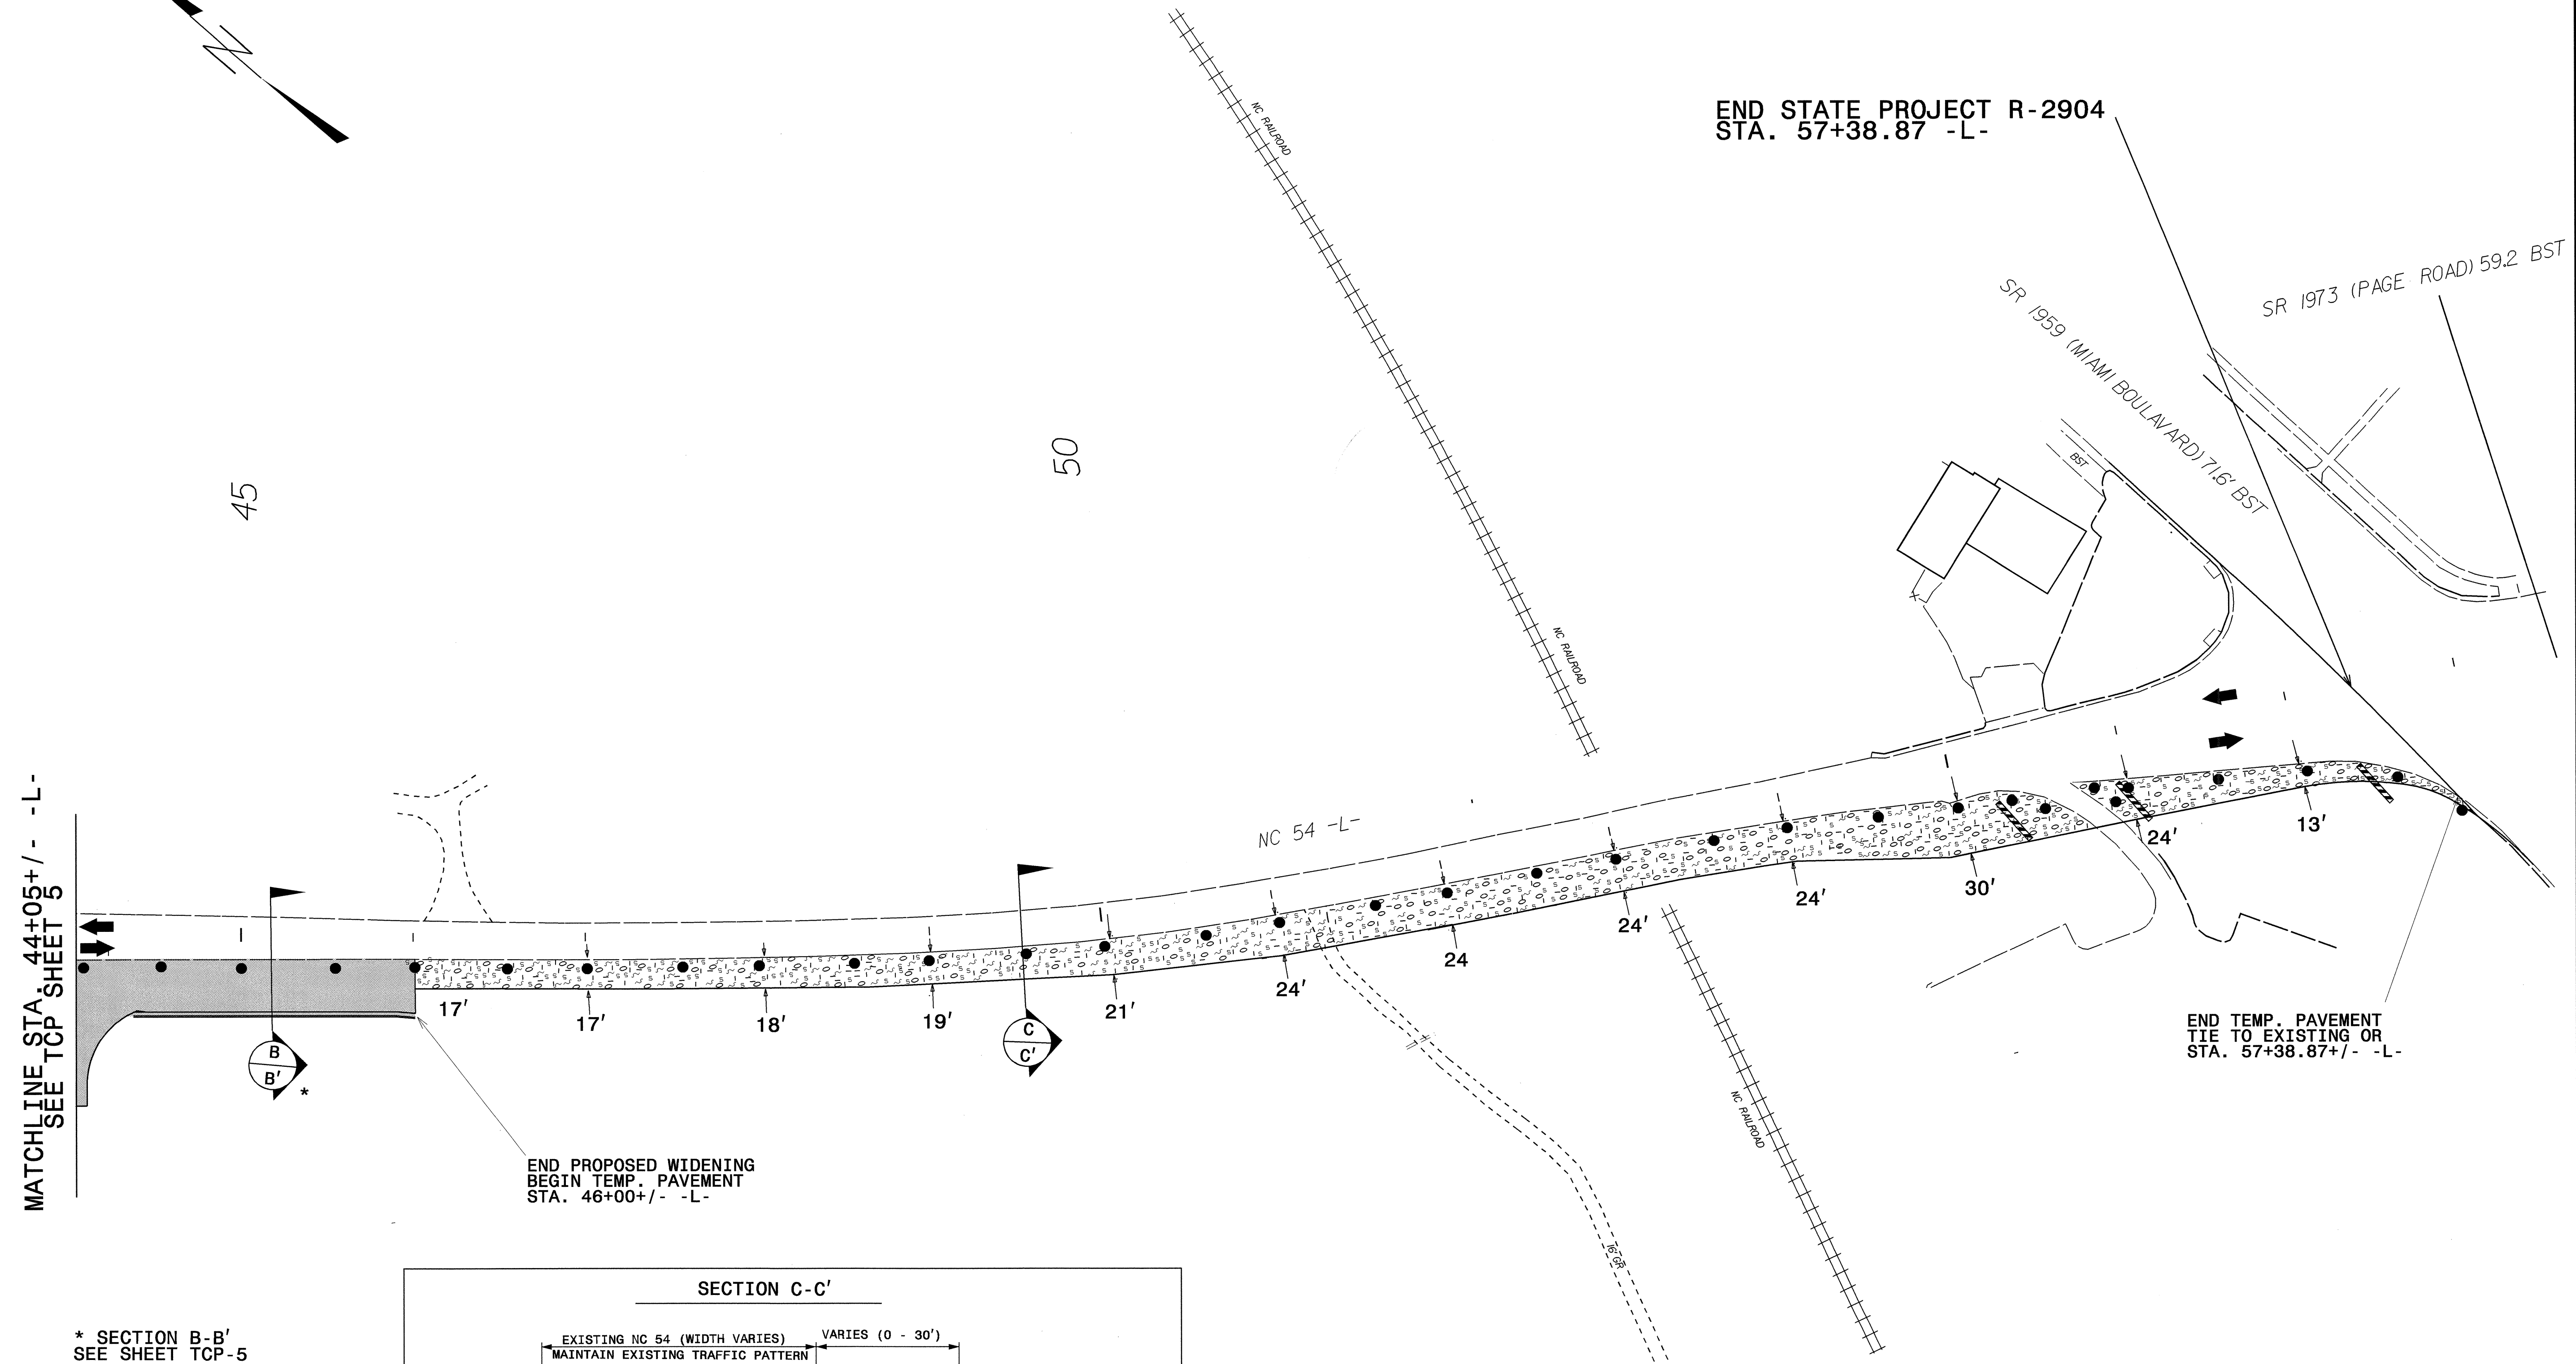 END STATE PROJECT R-2904
STA. 57+38.87 -L-
NC RAILROAD
SR 1973 (PAGE ROAD) 59.2 BST
SR 1959 (MIAMI BOULAVARD) 71.6' BST
BST
45
50
NC RAILROAD
NC 54 -L-
MATCHLINE STA. 44+05+/- -L-
SEE TCP SHEET 5
17'
17'
18'
19'
21'
24'
24
24'
24'
30'
24'
13'
B
B'
*
C
C'
END TEMP. PAVEMENT
TIE TO EXISTING OR
STA. 57+38.87+/- -L-
NC RAILROAD
END PROPOSED WIDENING
BEGIN TEMP. PAVEMENT
STA. 46+00+/- -L-
16' GR
SECTION C-C'
* SECTION B-B'
SEE SHEET TCP-5
EXISTING NC 54 (WIDTH VARIES)
VARIES (0 - 30')
MAINTAIN EXISTING TRAFFIC PATTERN